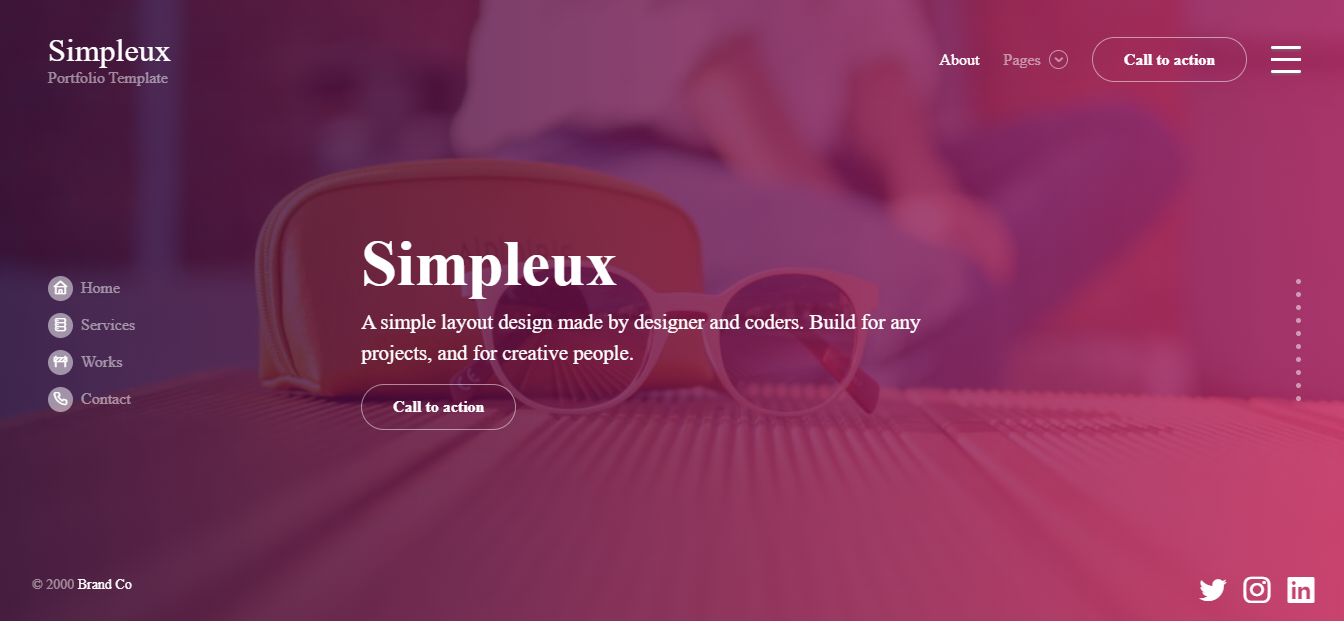 Simpleux
Portfolio Template
About
Pages
Call to action
Simpleux
A simple layout design made by designer and coders. Build for any
projects, and for creative people.
Call to action
Home
Services
Works
Contact
© 2000 Brand Co